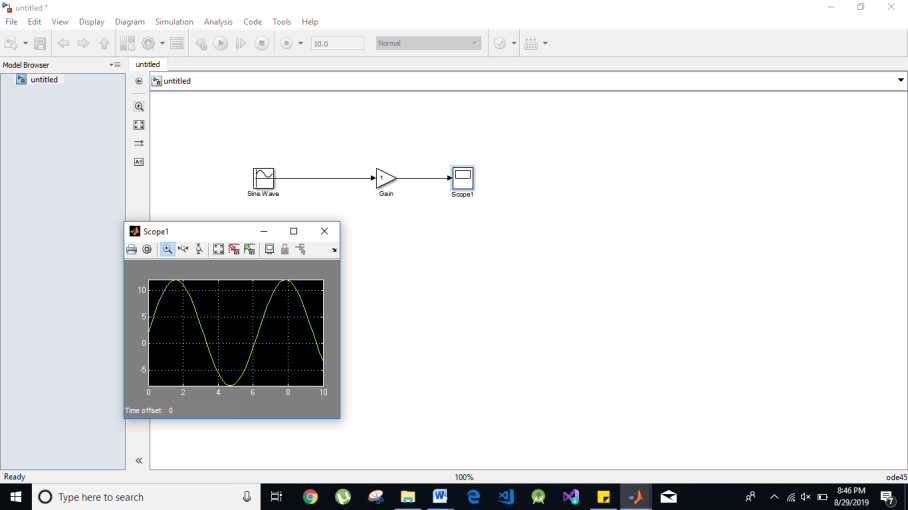 untitled *
File Edit View Display Diagram Simulation Analysis Code Tools Help
10.0 Normal
Model Browser
untitled
untitled
untitled
1
Sine Wave Gain Scope1
Scope1
10
5
0
-5
0 2 4 6 8 10
Time offset: 0
Ready 100% ode45
Type here to search
8:46 PM
8/29/2019
7